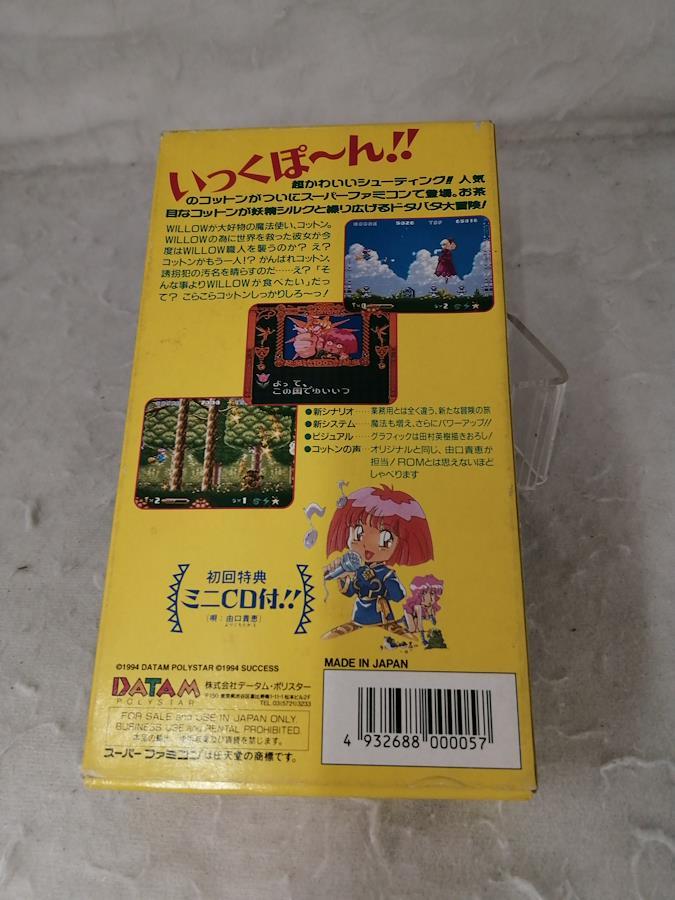 いっくぽ〜ん!!
超かわいいシューティング!! 人気
のコットンがついにスーパーファミコンで登場。お茶
目なコットンが妖精シルクと繰り広げるドタバタ大冒険!
WILLOWが大好物の魔法使い、コットン。
WILLOWの為に世界を救った彼女が今
度はWILLOW職人を襲うのか? え?
コットンがもう一人!? がんばれコットン、
誘拐犯の汚名を晴らすのだ……え?「そ
んな事よりWILLOWが食べたい」だっ
て? こらこらコットンしっかりしろ〜っ!
5026 TOP 65036
よって、
この国でゆいいつ
●新シナリオ…業務用とは全く違う、新たな冒険の旅
●新システム…魔法も増え、さらにパワーアップ!!
●ビジュアル…グラフィックは田村英樹描きおろし!
●コットンの声…オリジナルと同じ、由口貴恵が
担当! ROMとは思えないほど
しゃべります
初回特典
ミニCD付!!
(唄:由口貴恵)
©1994 DATAM POLYSTAR ©1994 SUCCESS
MADE IN JAPAN
DATAM
POLYSTAR
株式会社データム・ポリスター
TEL.03(5721)3233
FOR SALE and USE IN JAPAN ONLY.
BUSINESS USE and RENTAL PROHIBITED.
スーパーファミコンは任天堂の商標です。
4 932688 000057